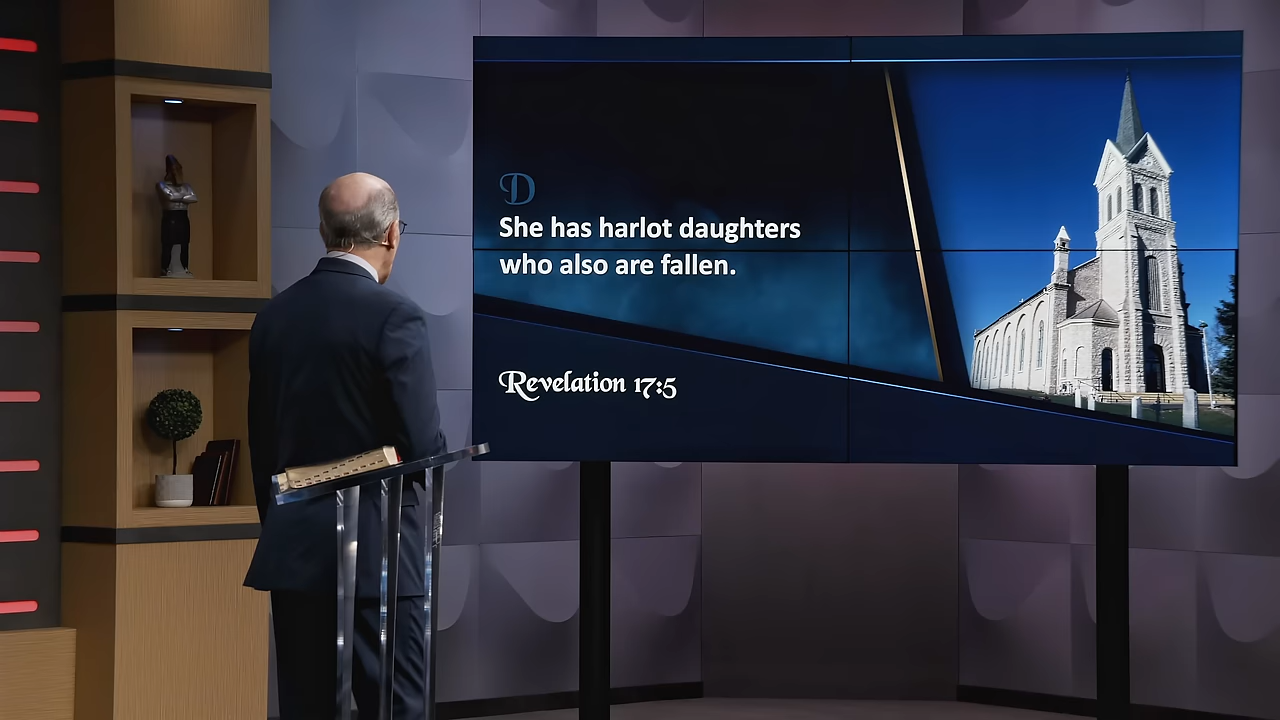 D
She has harlot daughters
who also are fallen.
Revelation 17:5